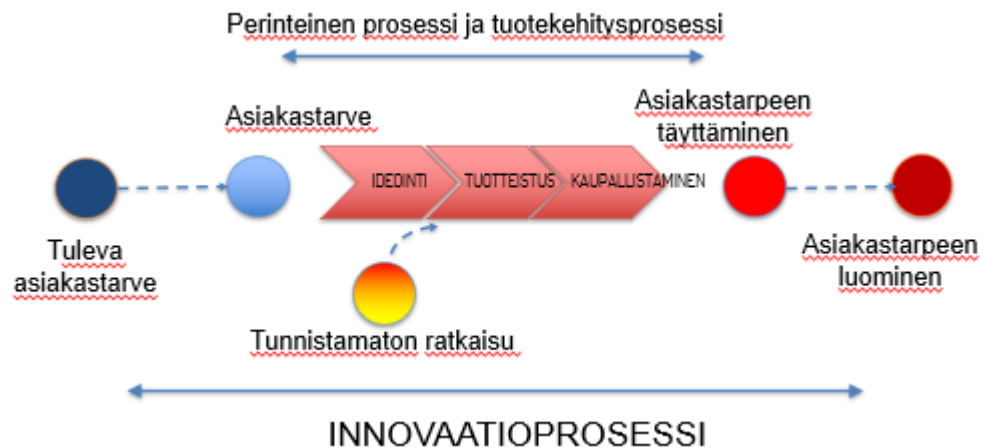 Perinteinen prosessi ja tuotekehitysprosessi
Asiakastarve
Asiakastarpeen
täyttäminen
IDEOINTI
TUOTTEISTUS
KAUPALLISTAMINEN
Tuleva
asiakastarve
Asiakastarpeen
luominen
Tunnistamaton ratkaisu
INNOVAATIOPROSESSI